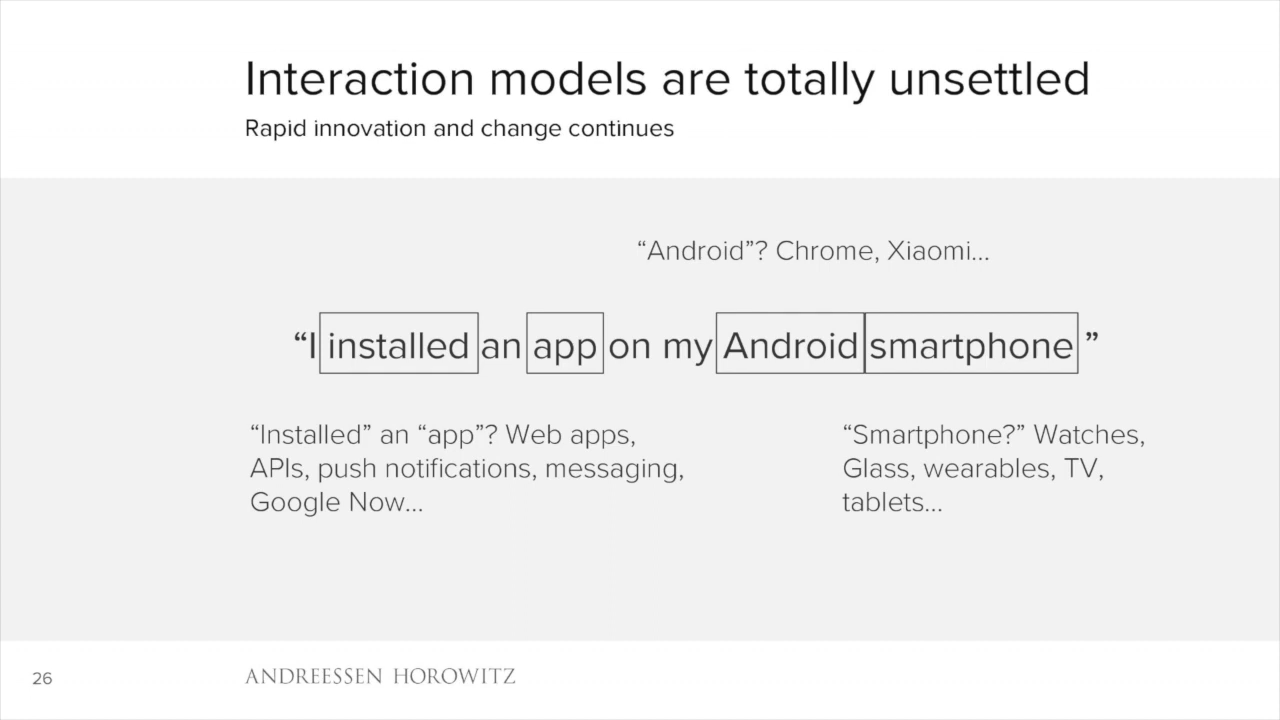 Interaction models are totally unsettled
Rapid innovation and change continues
“Android”? Chrome, Xiaomi...
“I installed an app on my Android smartphone ”
“Installed” an “app”? Web apps,
APIs, push notifications, messaging,
Google Now...
“Smartphone?” Watches,
Glass, wearables, TV,
tablets...
26
ANDREESSEN HOROWITZ